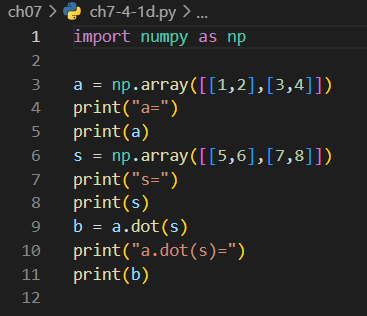 ch07 > ch7-4-1d.py > ...
1 import numpy as np
2
3 a = np.array([[1,2],[3,4]])
4 print("a=")
5 print(a)
6 s = np.array([[5,6],[7,8]])
7 print("s=")
8 print(s)
9 b = a.dot(s)
10 print("a.dot(s)=")
11 print(b)
12